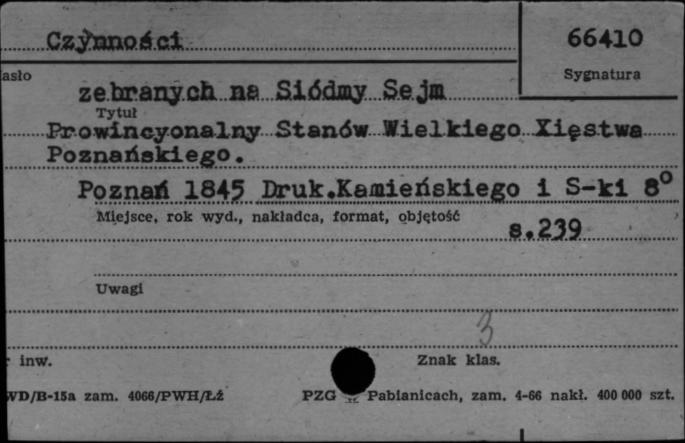 Czynności
66410
asło
Sygnatura
zebranych na Siódmy Sejm
Tytuł
Prowincyonalny Stanów Wielkiego Xięstwa
Poznańskiego.
Poznań 1845 Druk.Kamieńskiego i S-ki 8°
Miejsce, rok wyd., nakładca, format, objętość
s.239
Uwagi
3
inw.
Znak klas.
WD/B-15a zam. 4066/PWH/Łź
PZG Pabianicach, zam. 4-66 nakł. 400 000 szt.